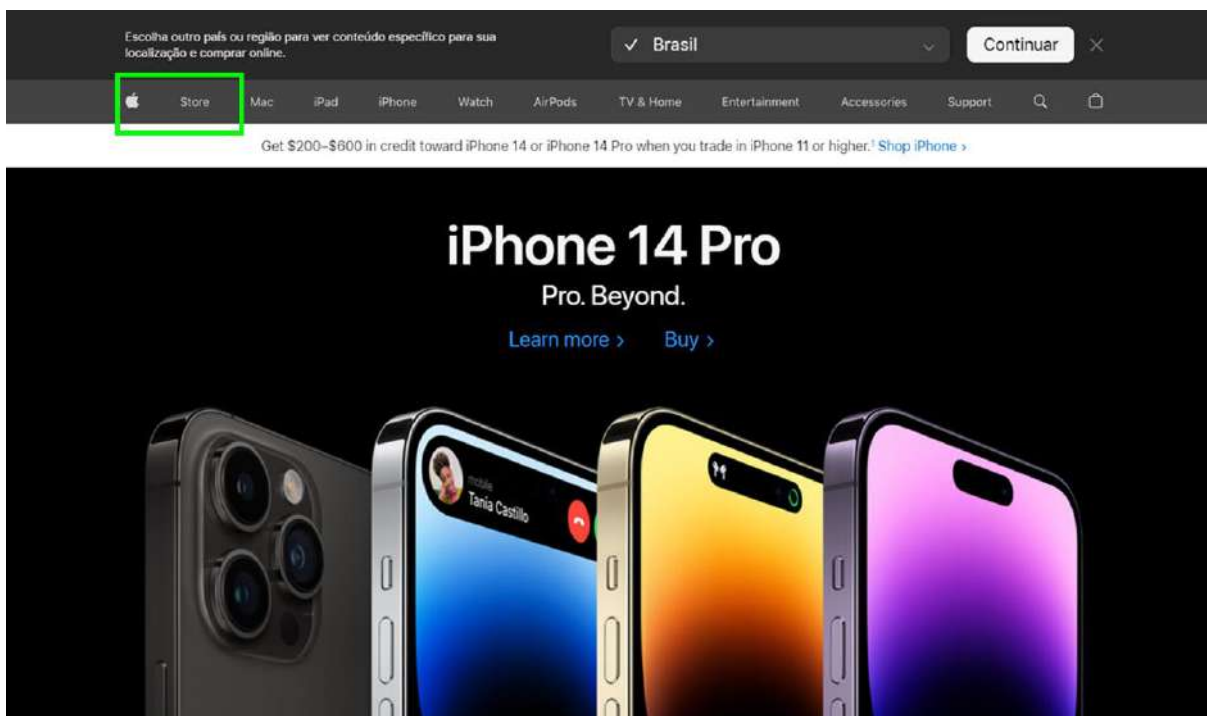 Escolha outro país ou região para ver conteúdo específico para sua
localização e comprar online.
Brasil
Continuar
Store Mac iPad iPhone Watch AirPods TV & Home Entertainment Accessories Support
Get $200–$600 in credit toward iPhone 14 or iPhone 14 Pro when you trade in iPhone 11 or higher.¹ Shop iPhone >
iPhone 14 Pro
Pro. Beyond.
Learn more > Buy >
mobile
Tania Castillo